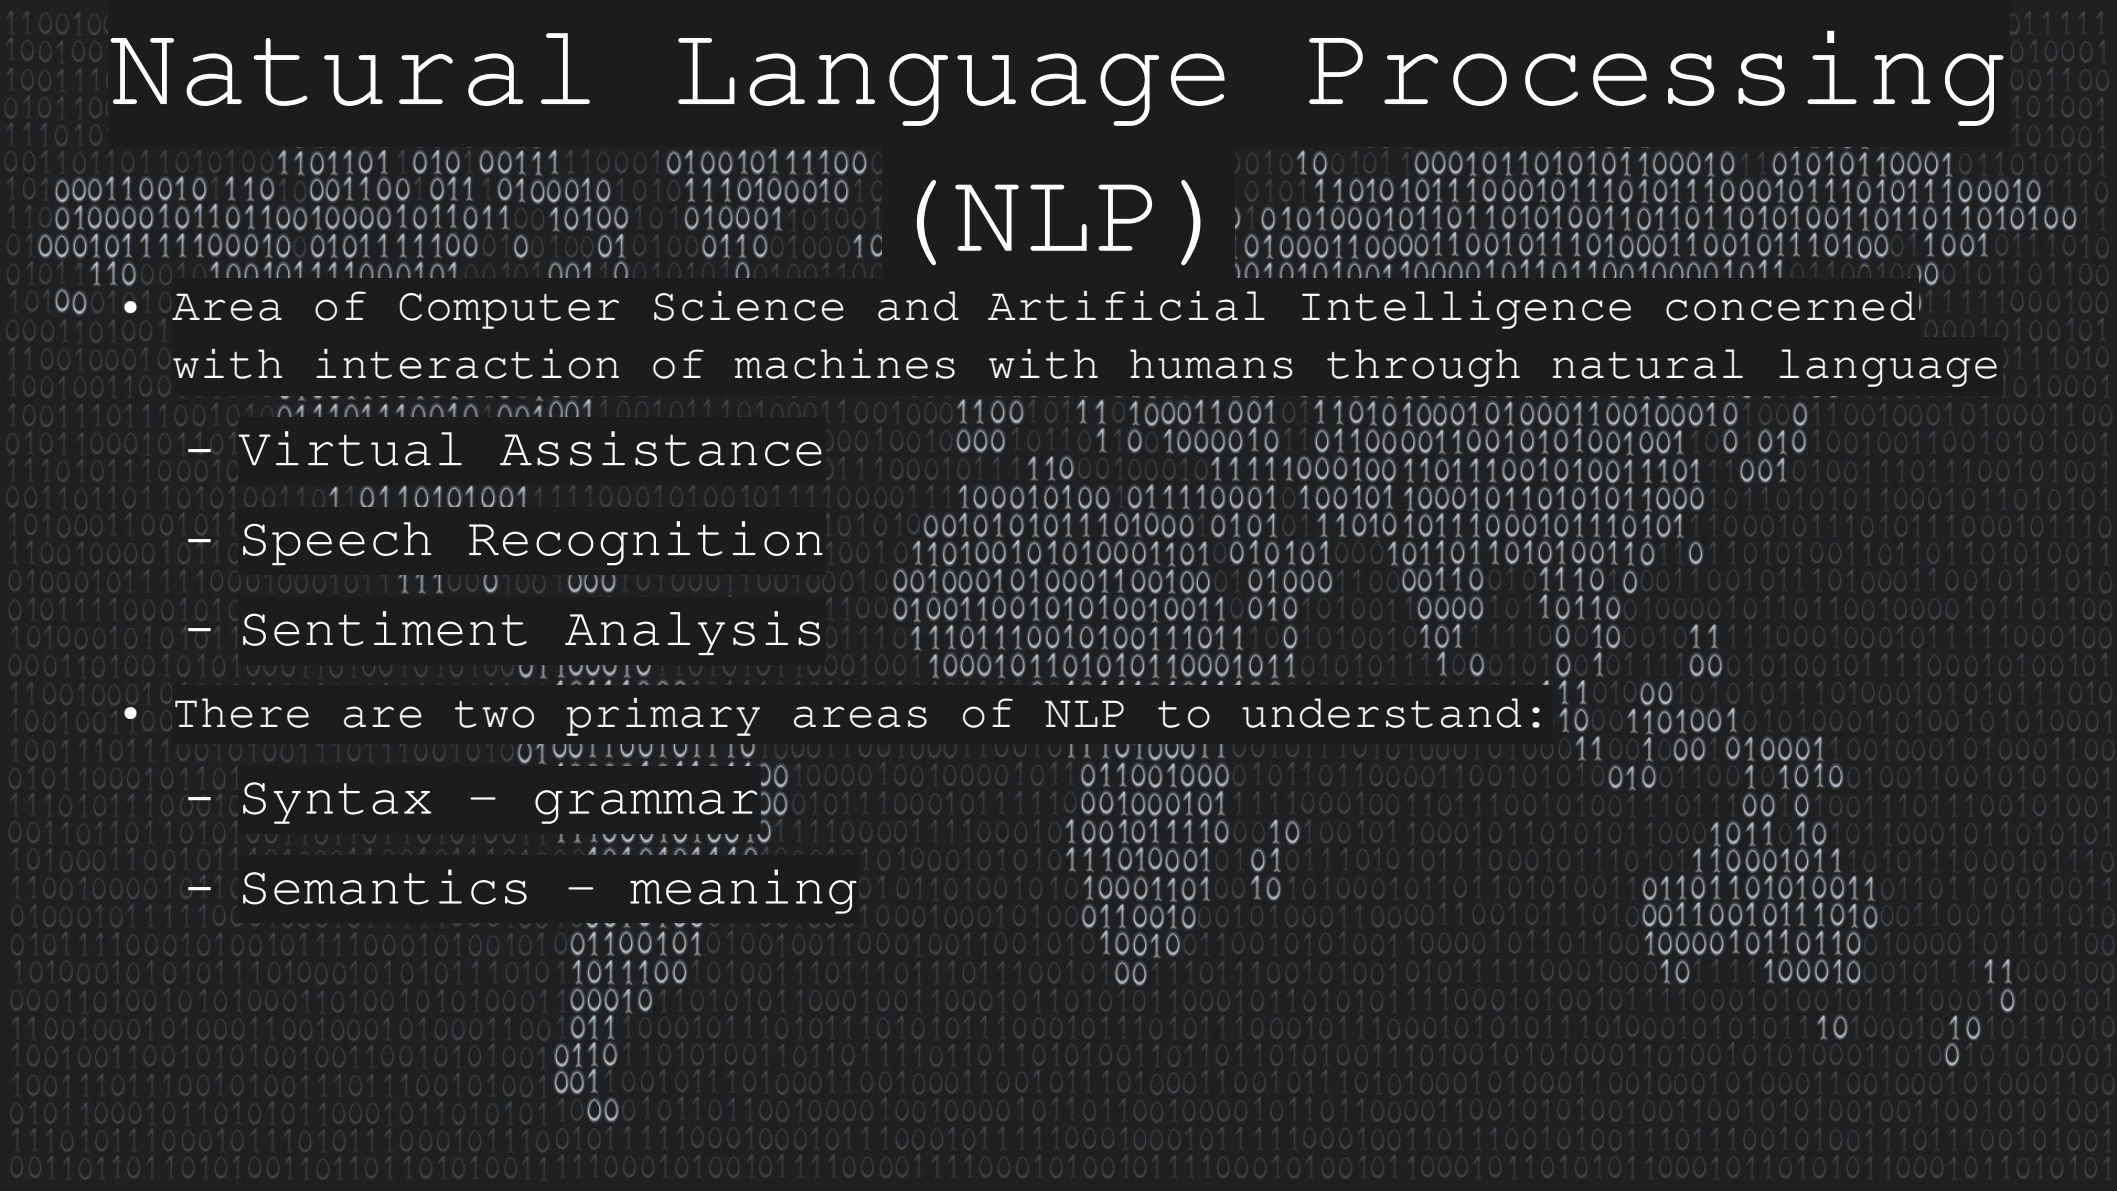 Natural Language Processing
(NLP)
• Area of Computer Science and Artificial Intelligence concerned
with interaction of machines with humans through natural language
– Virtual Assistance
– Speech Recognition
– Sentiment Analysis
• There are two primary areas of NLP to understand:
– Syntax – grammar
– Semantics – meaning